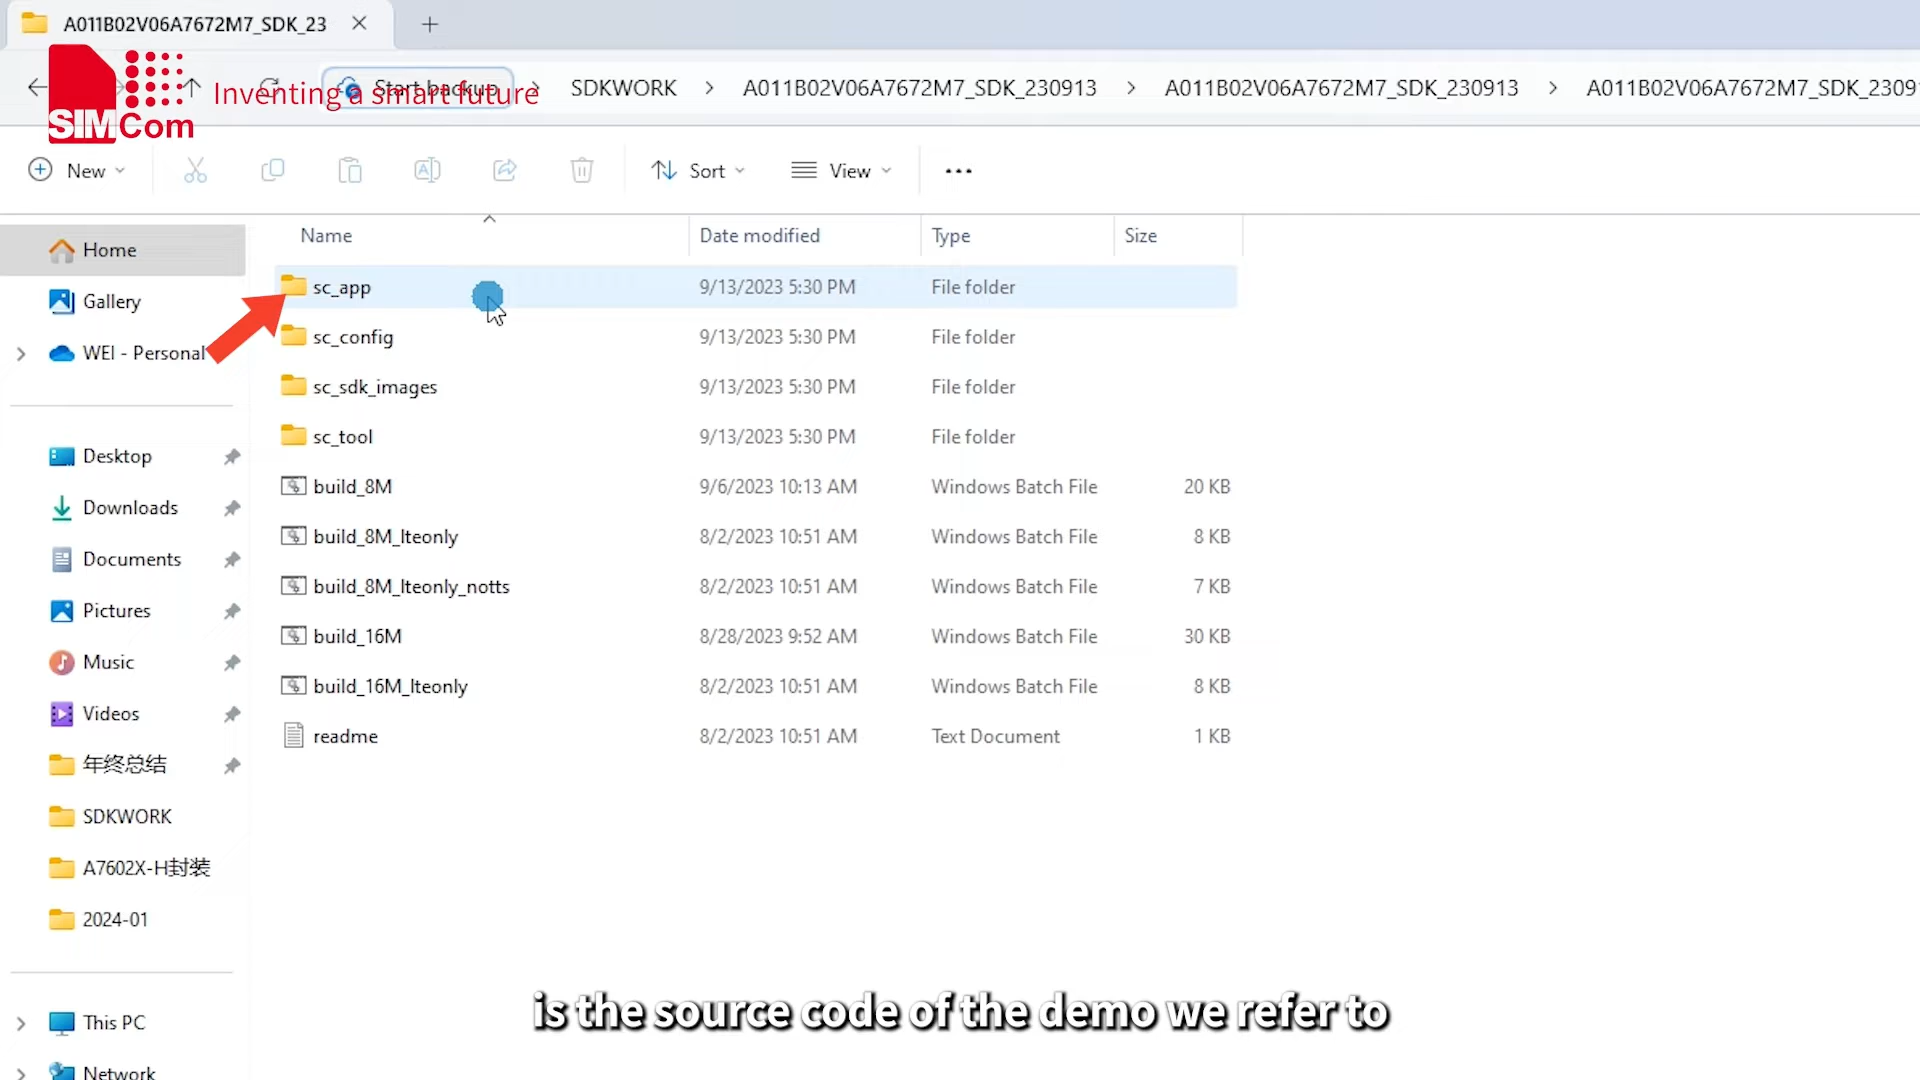 A011B02V06A7672M7_SDK_23
SIMCom
Inventing a smart future
Start backup
SDKWORK
A011B02V06A7672M7_SDK_230913
A011B02V06A7672M7_SDK_230913
A011B02V06A7672M7_SDK_2309
New
Sort
View
Name
Date modified
Type
Size
Home
Gallery
WEI - Personal
Desktop
Downloads
Documents
Pictures
Music
Videos
年终总结
SDKWORK
A7602X-H封装
2024-01
This PC
Network
sc_app 9/13/2023 5:30 PM File folder
sc_config 9/13/2023 5:30 PM File folder
sc_sdk_images 9/13/2023 5:30 PM File folder
sc_tool 9/13/2023 5:30 PM File folder
build_8M 9/6/2023 10:13 AM Windows Batch File 20 KB
build_8M_lteonly 8/2/2023 10:51 AM Windows Batch File 8 KB
build_8M_lteonly_notts 8/2/2023 10:51 AM Windows Batch File 7 KB
build_16M 8/28/2023 9:52 AM Windows Batch File 30 KB
build_16M_lteonly 8/2/2023 10:51 AM Windows Batch File 8 KB
readme 8/2/2023 10:51 AM Text Document 1 KB
is the source code of the demo we refer to